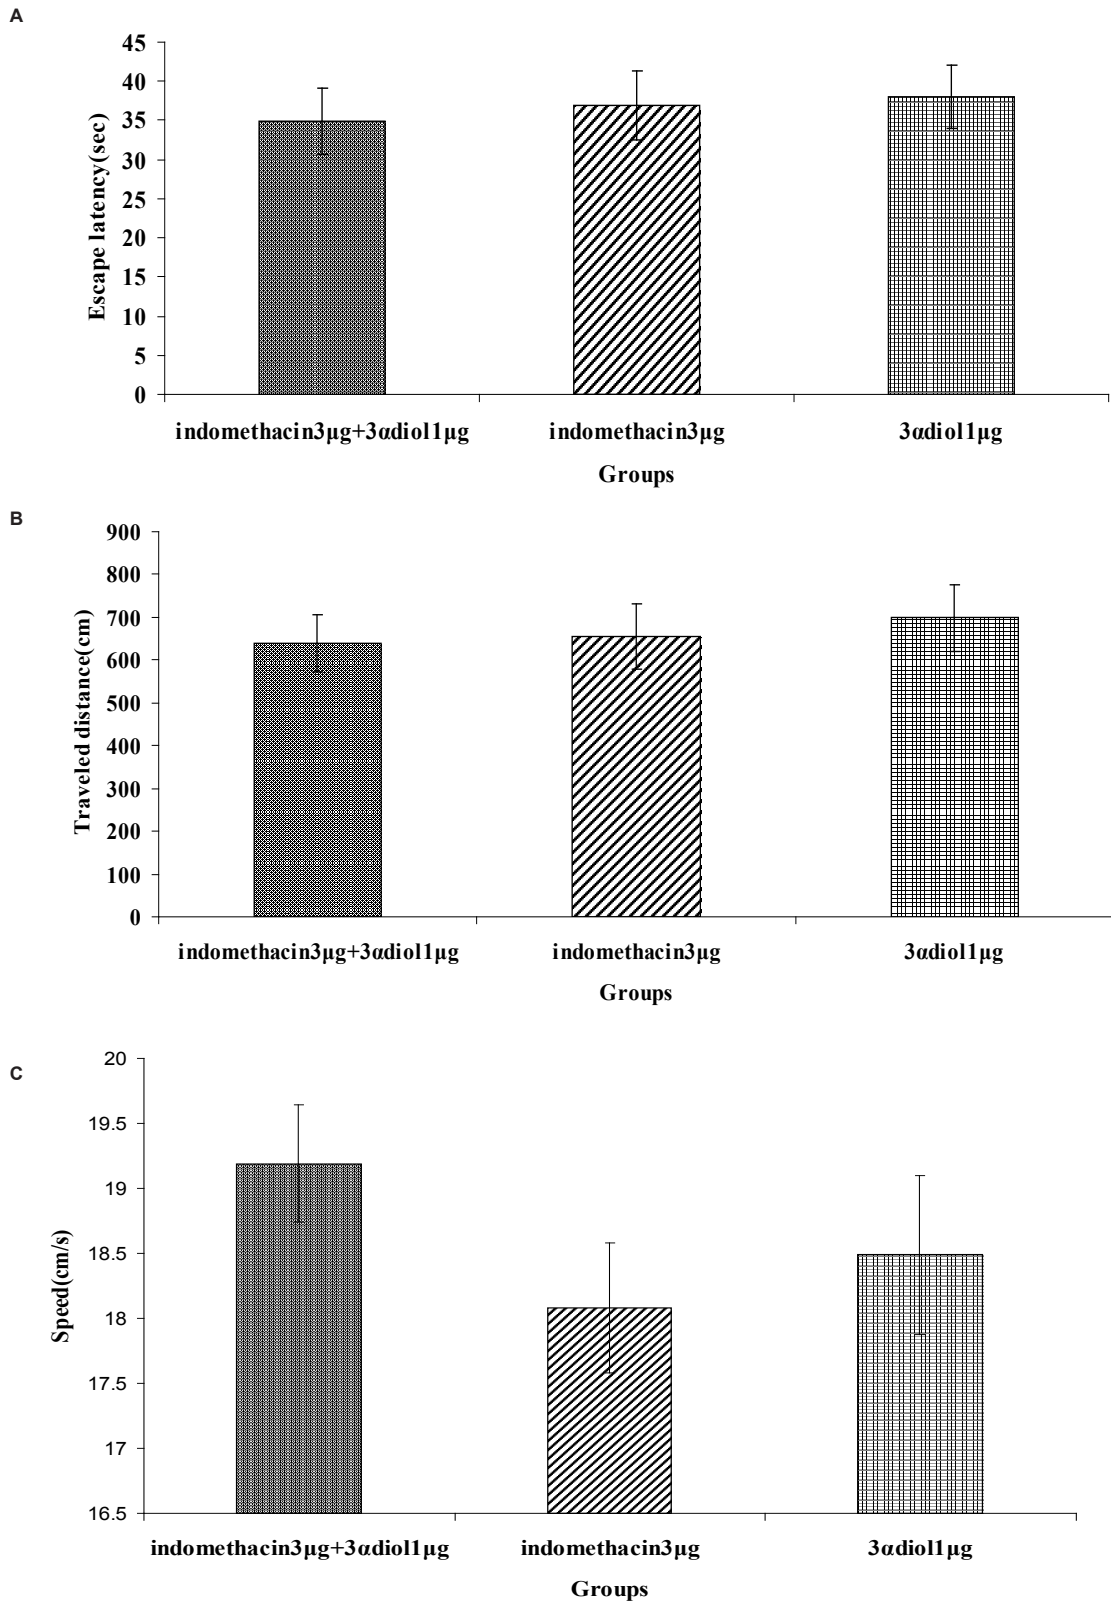 A
45
40
35
30
25
20
15
10
5
0
Escape latency(sec)
indomethacin3µg+3αdiol1µg indomethacin3µg 3αdiol1µg
Groups
B
900
800
700
600
500
400
300
200
100
0
Traveled distance(cm)
indomethacin3µg+3αdiol1µg indomethacin3µg 3αdiol1µg
Groups
C
20
19.5
19
18.5
18
17.5
17
16.5
Speed(cm/s)
indomethacin3µg+3αdiol1µg indomethacin3µg 3αdiol1µg
Groups